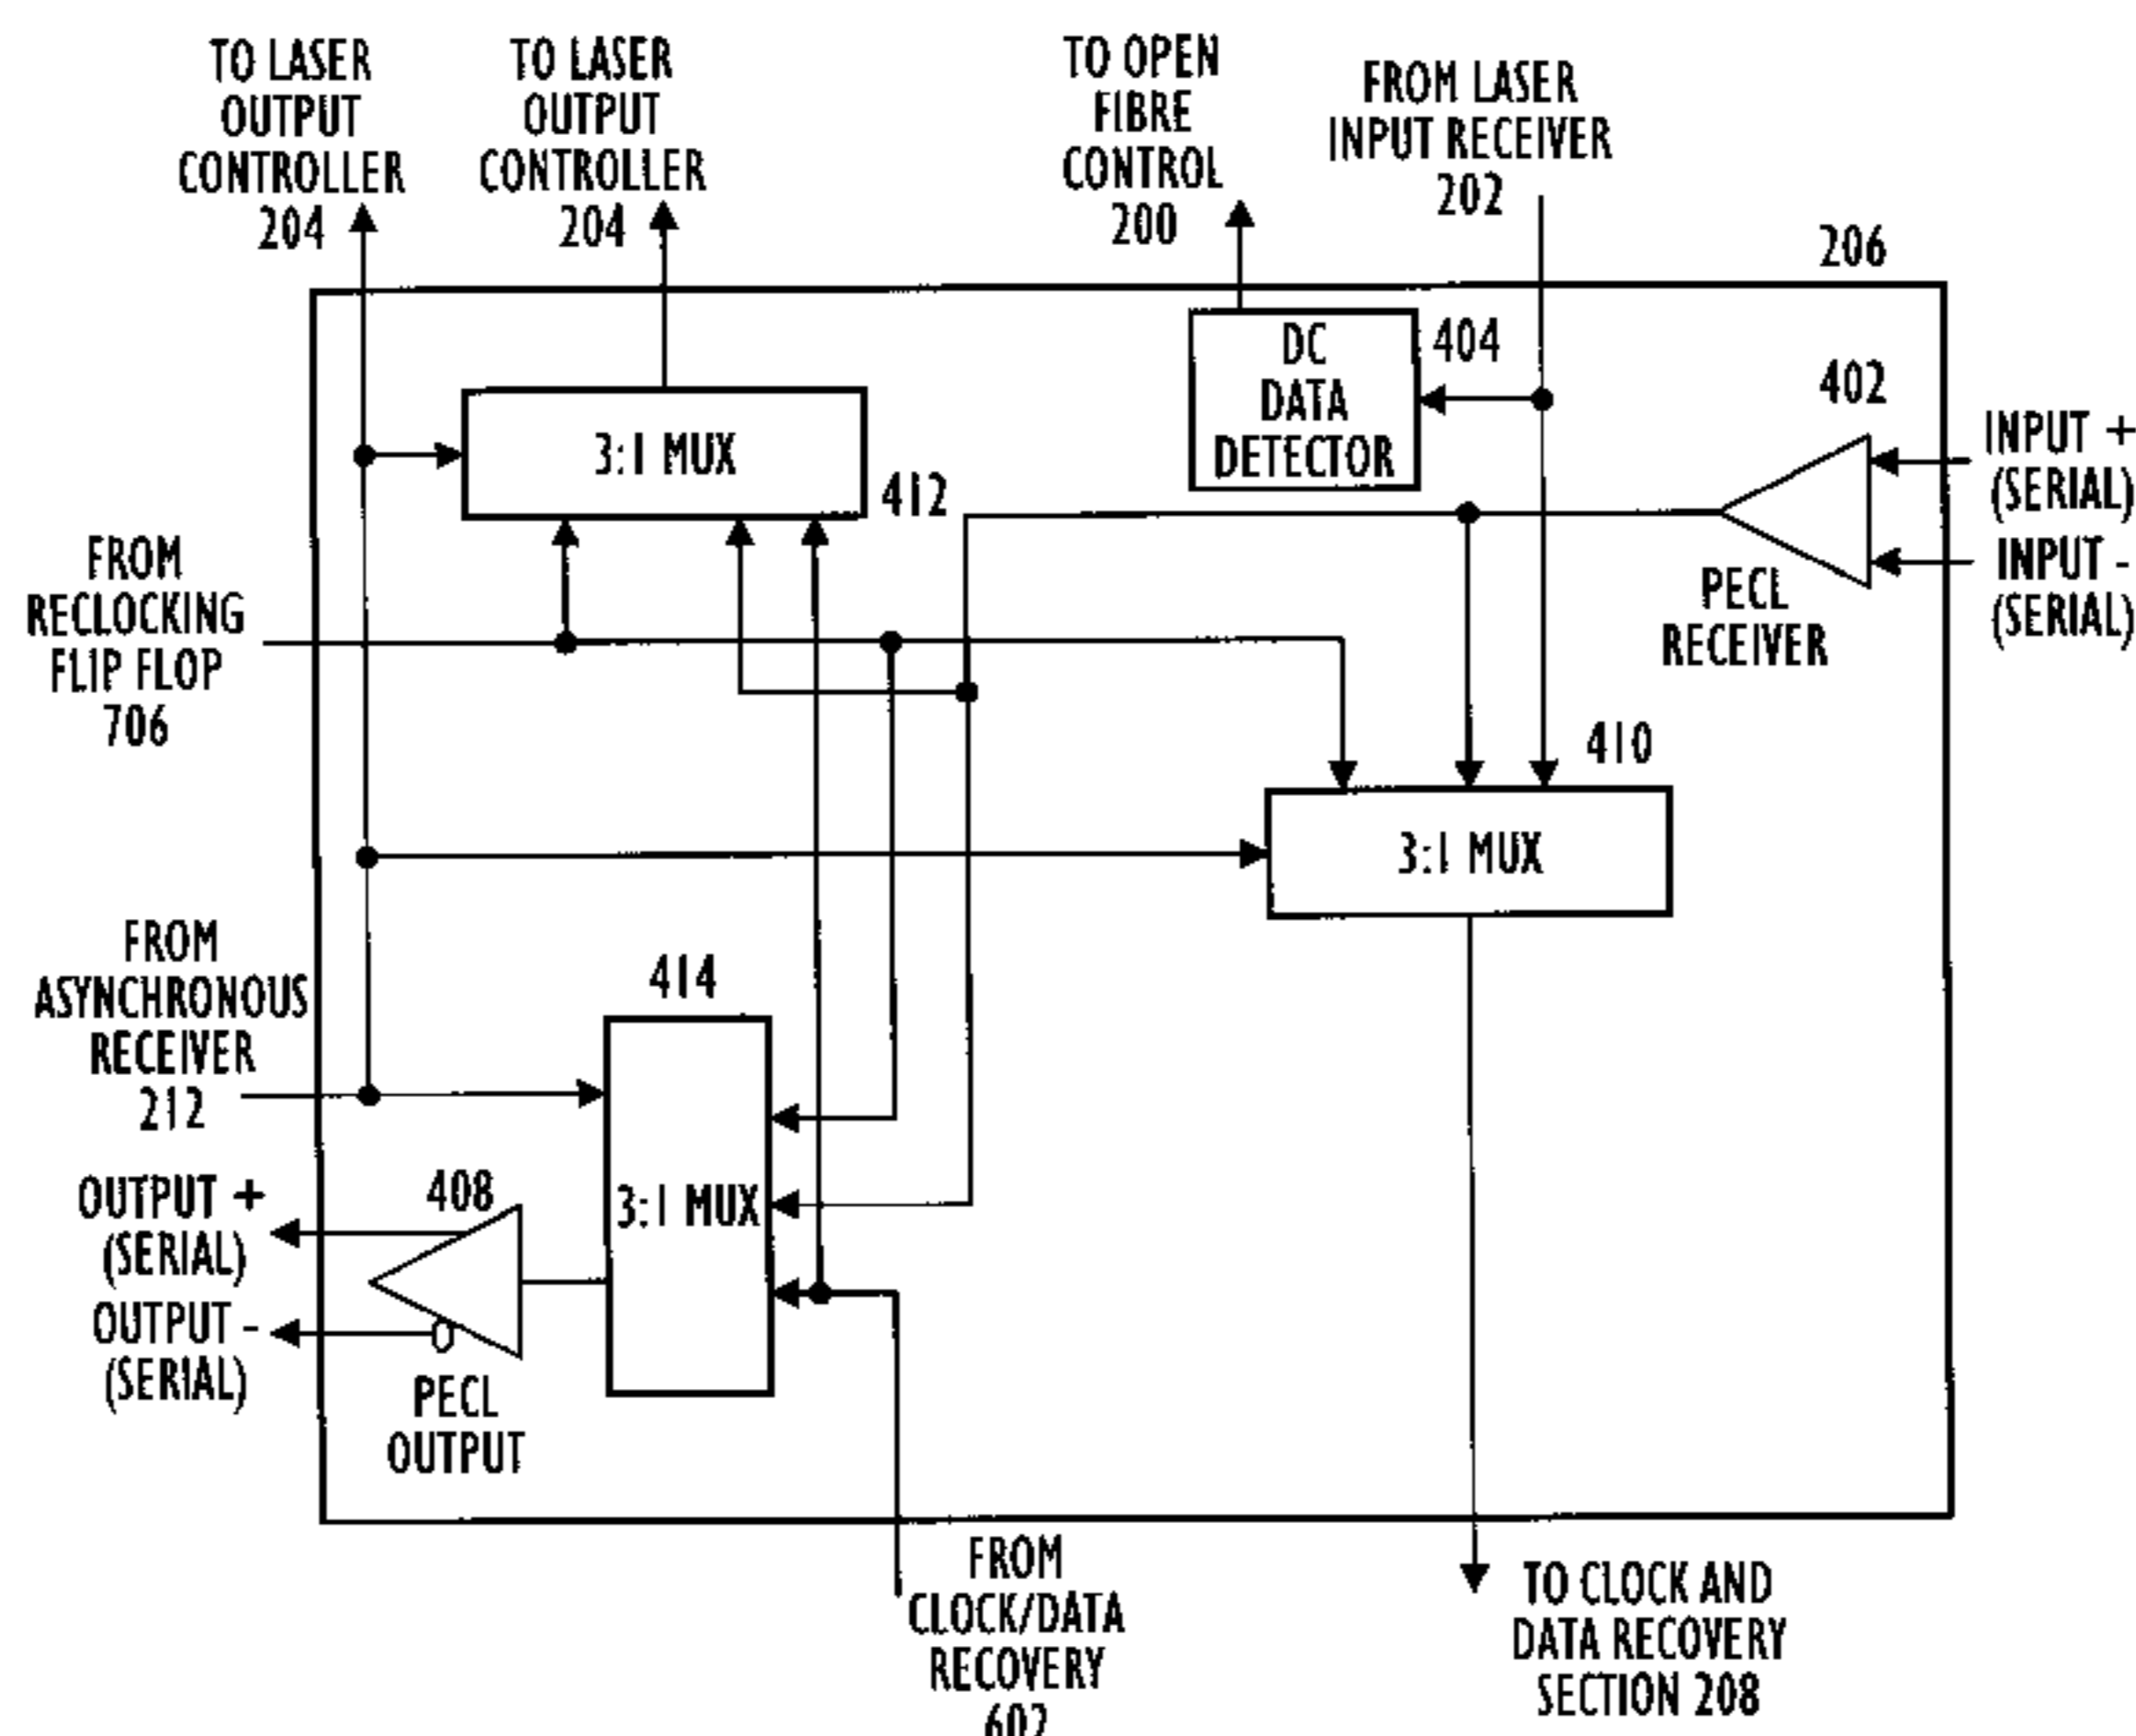 TO LASER
OUTPUT
CONTROLLER
204
TO LASER
OUTPUT
CONTROLLER
204
TO OPEN
FIBRE
CONTROL
200
FROM LASER
INPUT RECEIVER
202
206
DC
DATA
DETECTOR
404
402
INPUT +
(SERIAL)
INPUT -
(SERIAL)
PECL
RECEIVER
3:1 MUX
412
FROM
RECLOCKING
FLIP FLOP
706
410
3:1 MUX
FROM
ASYNCHRONOUS
RECEIVER
212
414
3:1 MUX
OUTPUT +
(SERIAL)
OUTPUT -
(SERIAL)
408
PECL
OUTPUT
FROM
CLOCK/DATA
RECOVERY
602
TO CLOCK AND
DATA RECOVERY
SECTION 208